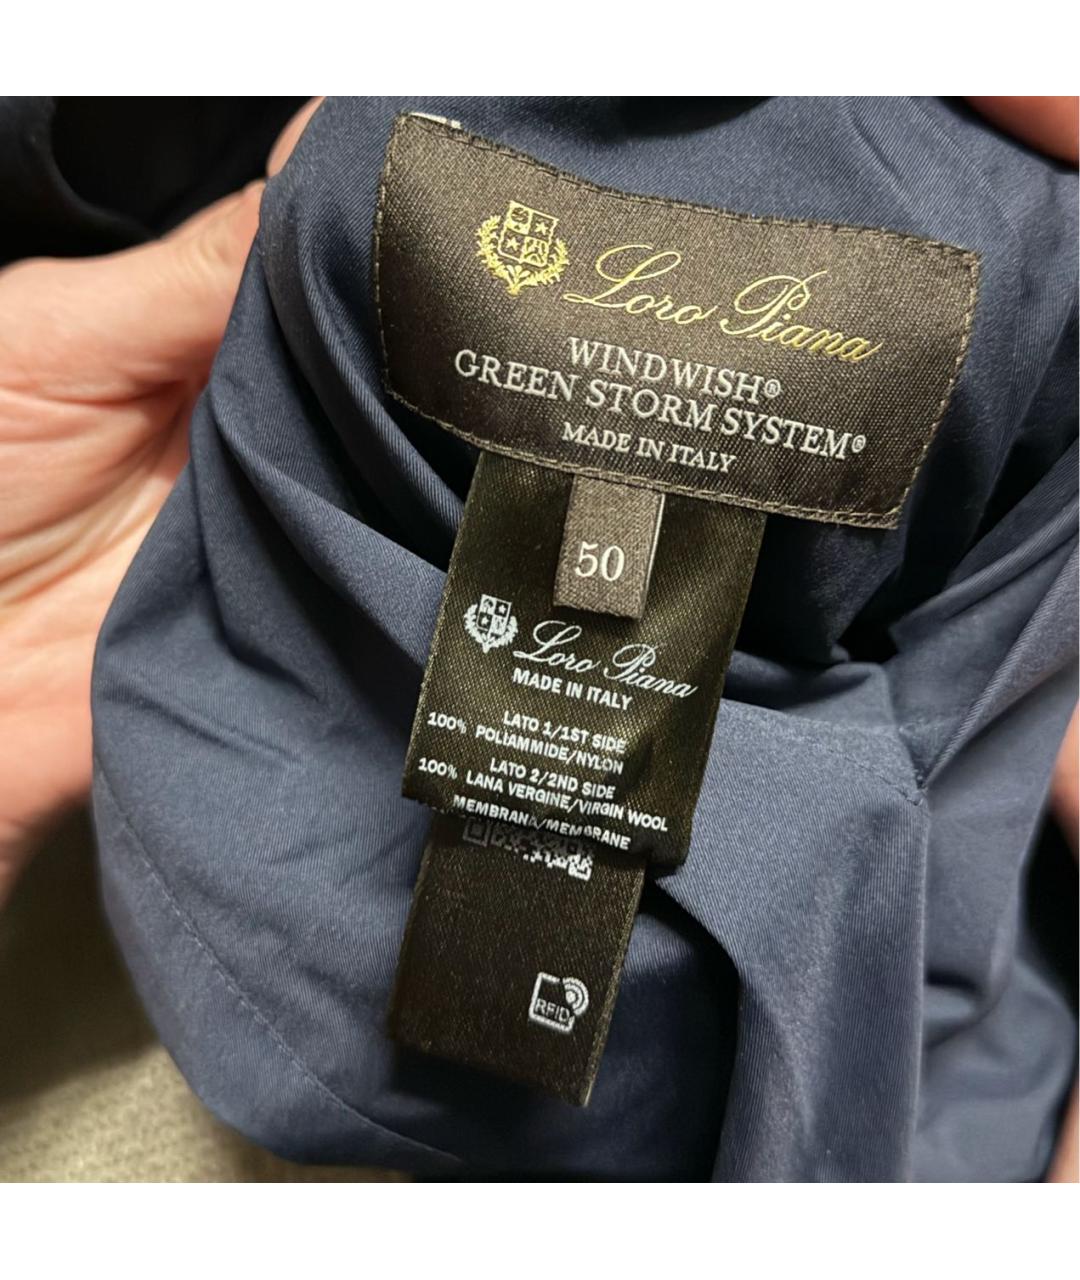 Loro Piana
WINDWISH®
GREEN STORM SYSTEM®
MADE IN ITALY
50
Loro Piana
MADE IN ITALY
LATO 1/1ST SIDE
100% POLIAMMIDE/NYLON
LATO 2/2ND SIDE
100% LANA VERGINE/VIRGIN WOOL
MEMBRANA/MEMBRANE
RFID